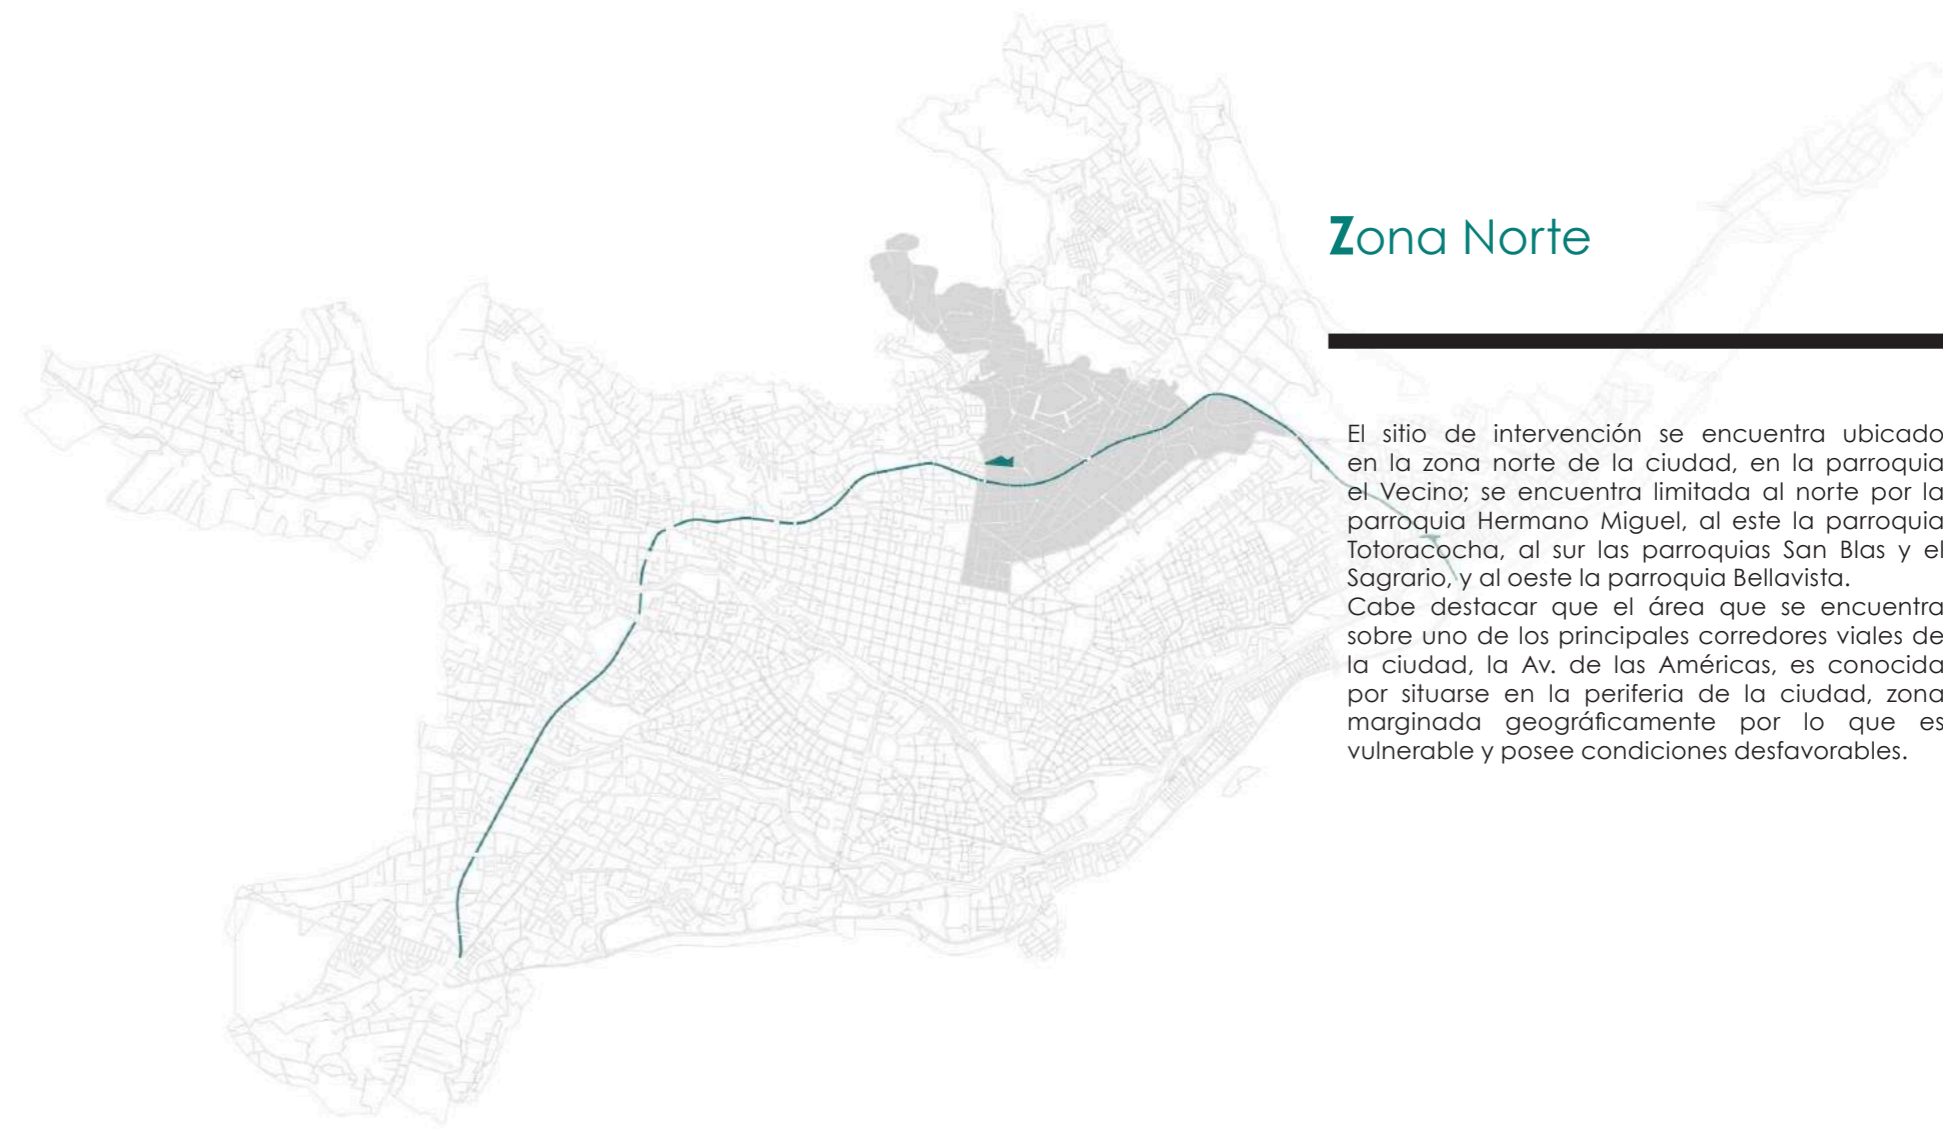 Zona Norte
El sitio de intervención se encuentra ubicado
en la zona norte de la ciudad, en la parroquia
el Vecino; se encuentra limitada al norte por la
parroquia Hermano Miguel, al este la parroquia
Totoracocha, al sur las parroquias San Blas y el
Sagrario, y al oeste la parroquia Bellavista.
Cabe destacar que el área que se encuentra
sobre uno de los principales corredores viales de
la ciudad, la Av. de las Américas, es conocida
por situarse en la periferia de la ciudad, zona
marginada geográficamente por lo que es
vulnerable y posee condiciones desfavorables.